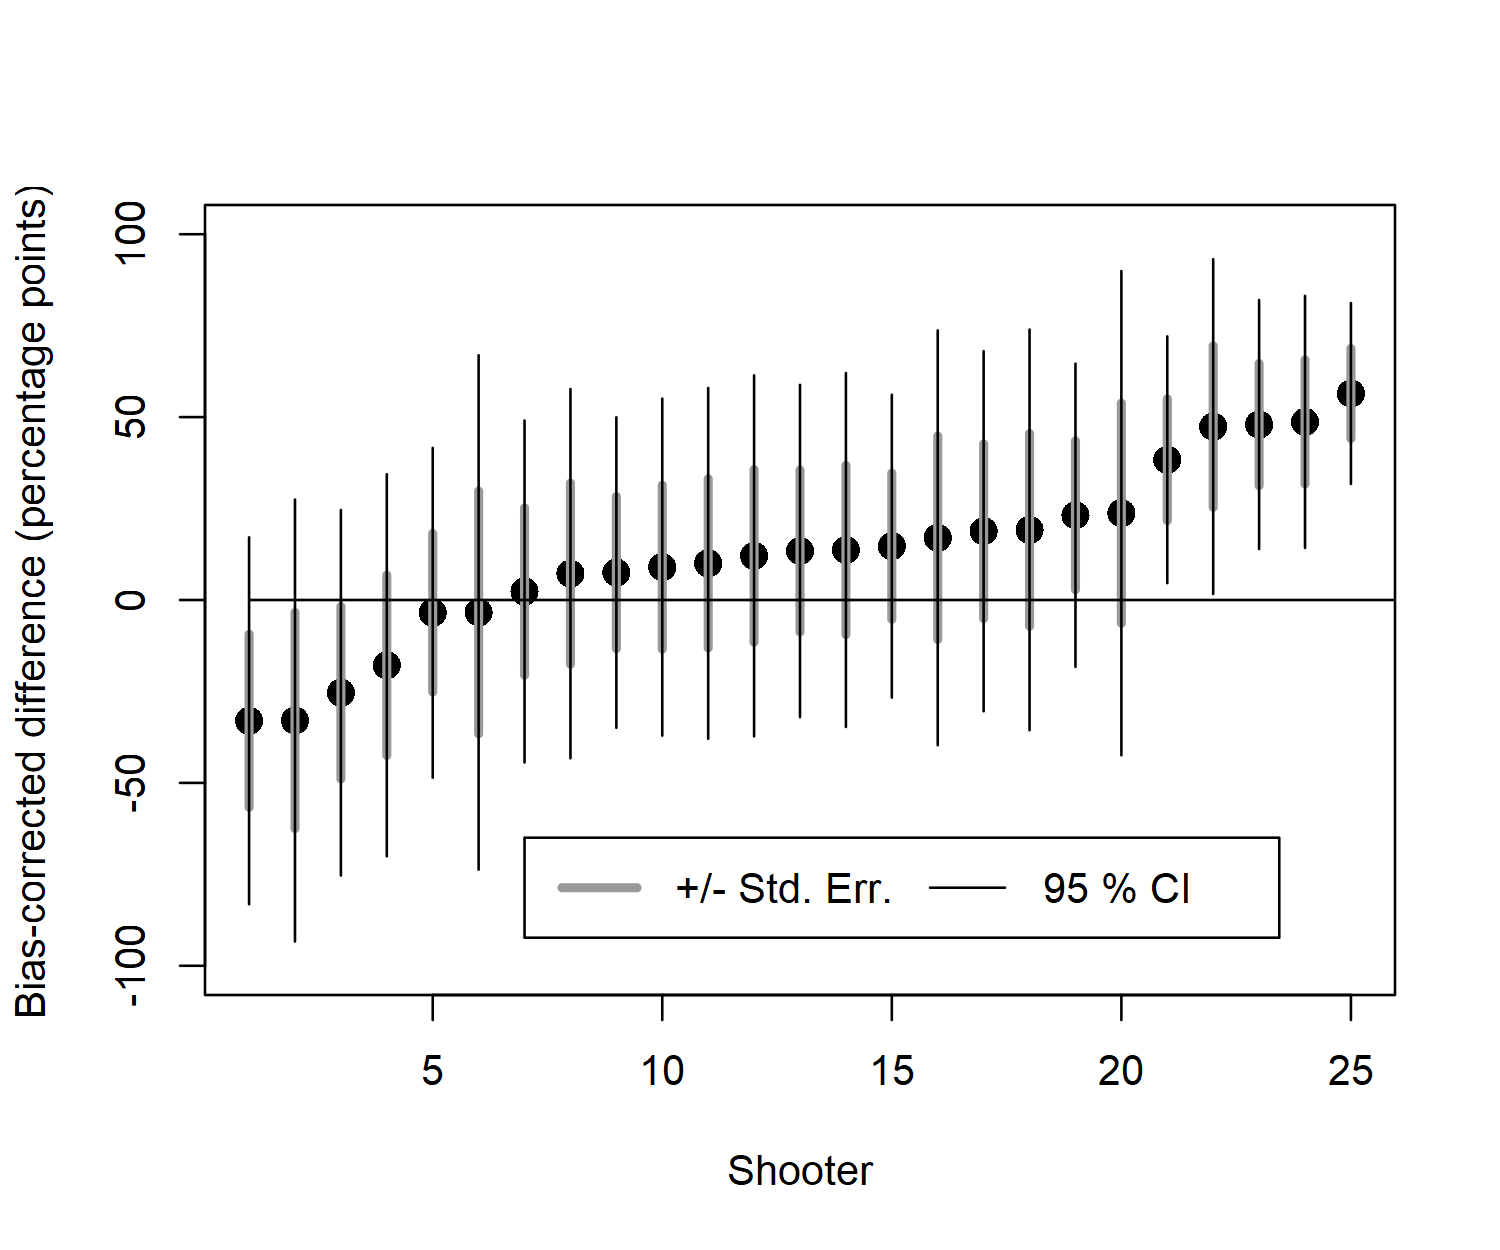 Bias-corrected difference (percentage points)
100
50
0
-50
-100
+/- Std. Err.
95 % CI
5
10
15
20
25
Shooter